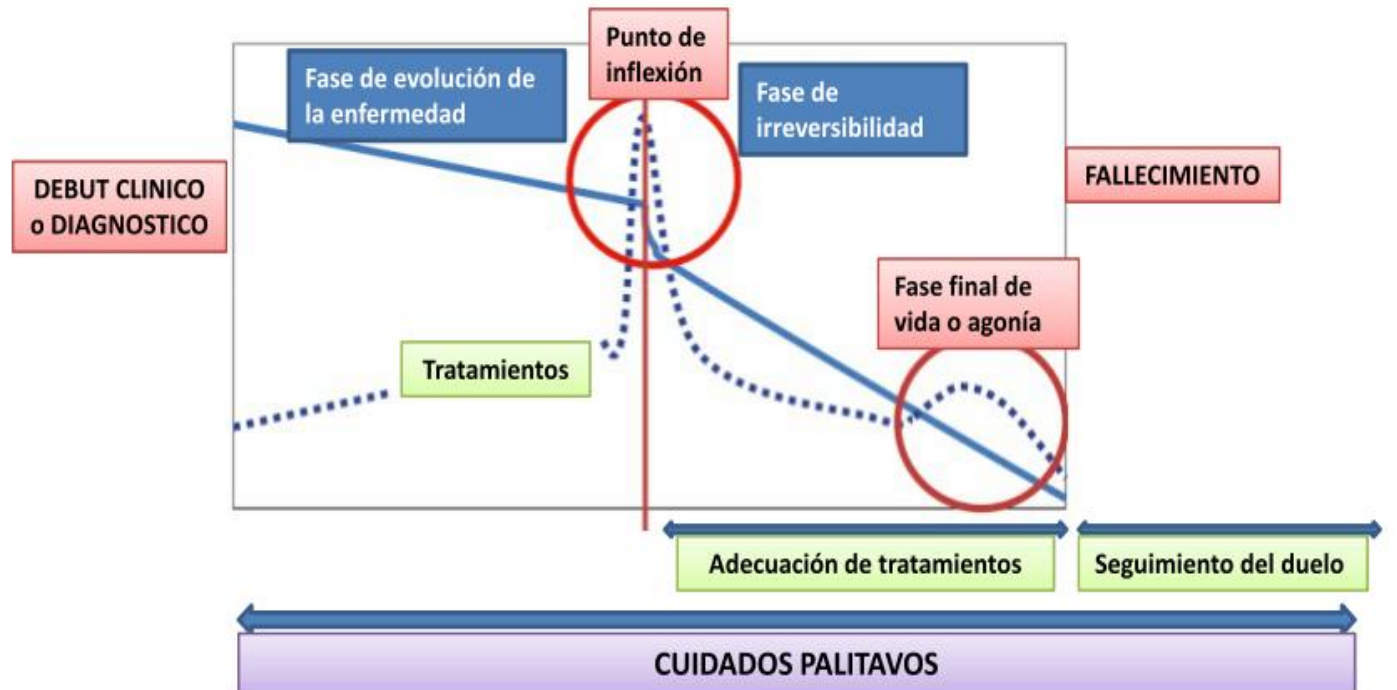 Punto de
inflexión
Fase de evolución de
la enfermedad
Fase de
irreversibilidad
DEBUT CLINICO
o DIAGNOSTICO
FALLECIMIENTO
Fase final de
vida o agonía
Tratamientos
Adecuación de tratamientos
Seguimiento del duelo
CUIDADOS PALITAVOS